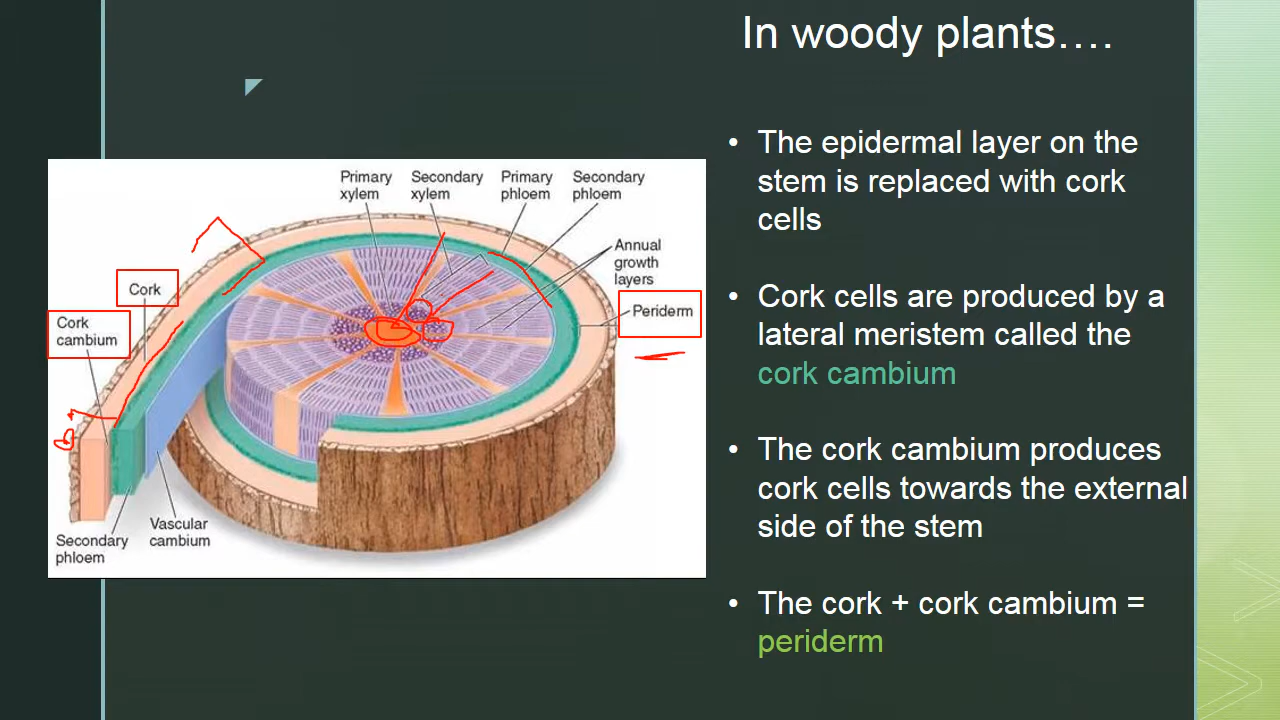 In woody plants....
• The epidermal layer on the
stem is replaced with cork
cells
• Cork cells are produced by a
lateral meristem called the
cork cambium
• The cork cambium produces
cork cells towards the external
side of the stem
• The cork + cork cambium =
periderm
Primary
xylem
Secondary
xylem
Primary
phloem
Secondary
phloem
Annual
growth
layers
Periderm
Cork
Cork
cambium
Secondary
phloem
Vascular
cambium